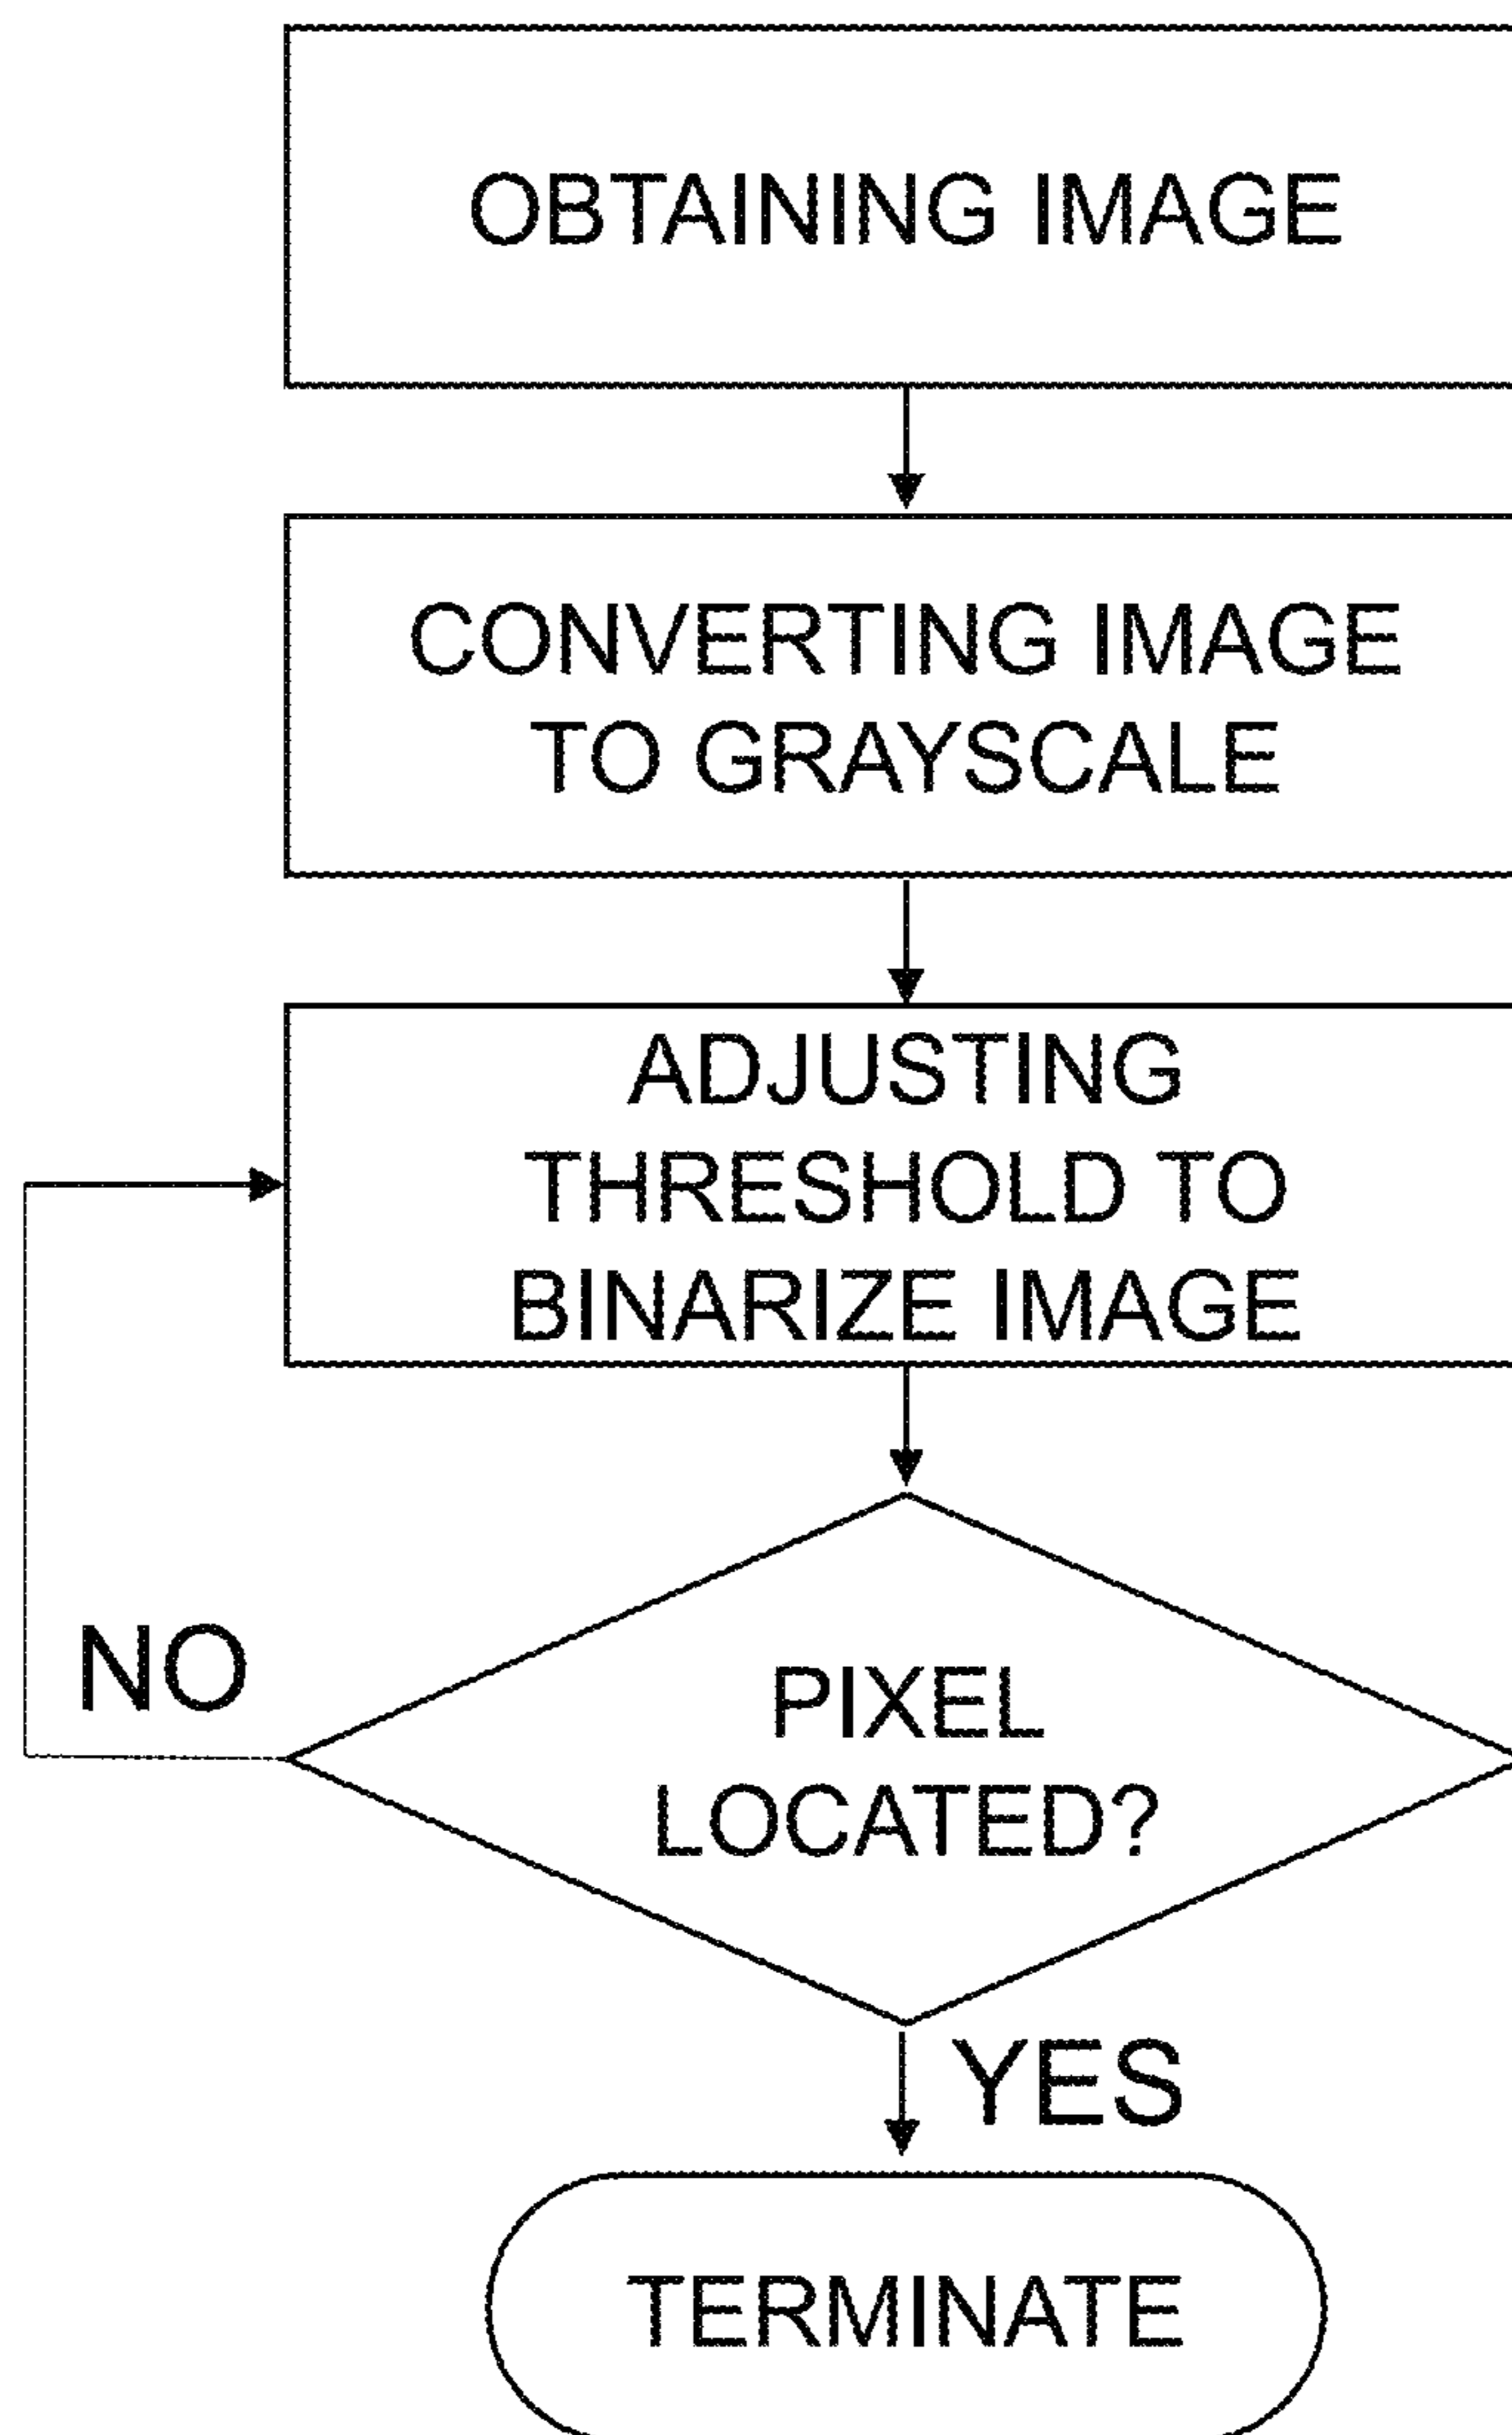 OBTAINING IMAGE
CONVERTING IMAGE
TO GRAYSCALE
ADJUSTING
THRESHOLD TO
BINARIZE IMAGE
NO
PIXEL
LOCATED?
YES
TERMINATE